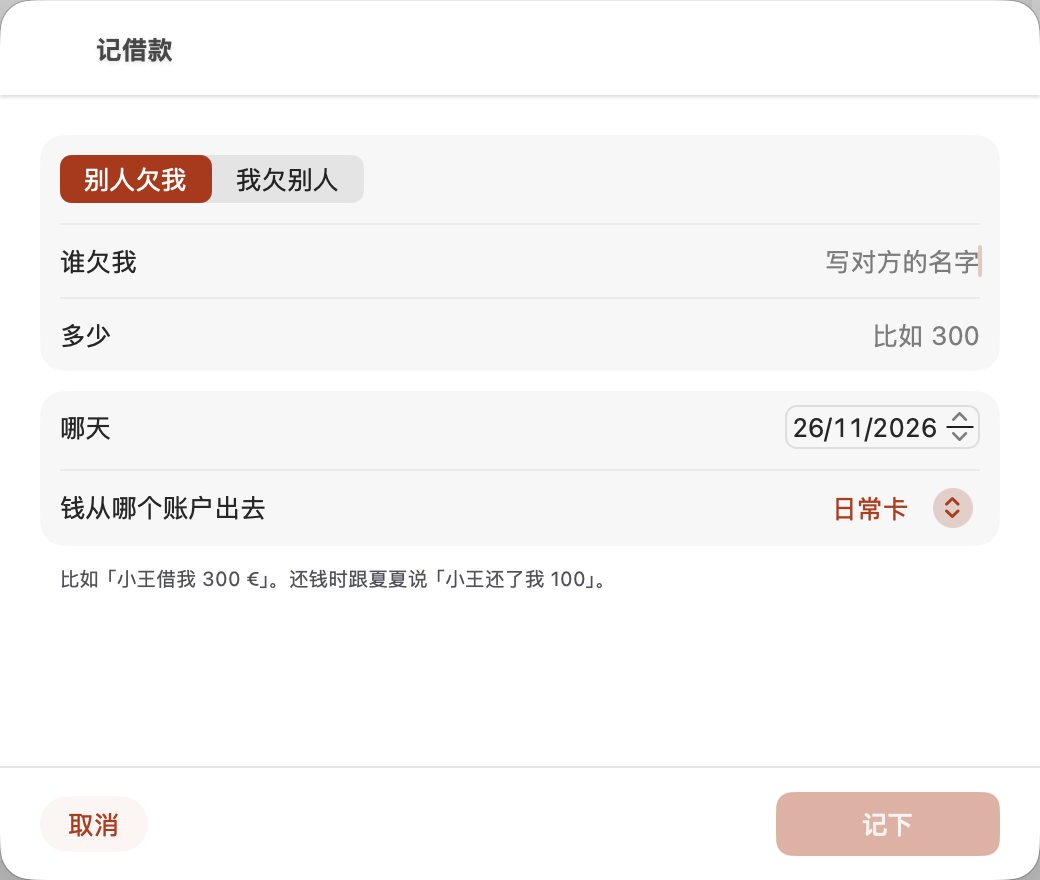 记借款
别人欠我 我欠别人
谁欠我 写对方的名字
多少 比如 300
哪天 26/11/2026
钱从哪个账户出去 日常卡
比如「小王借我 300 €」。还钱时跟夏夏说「小王还了我 100」。
取消 记下